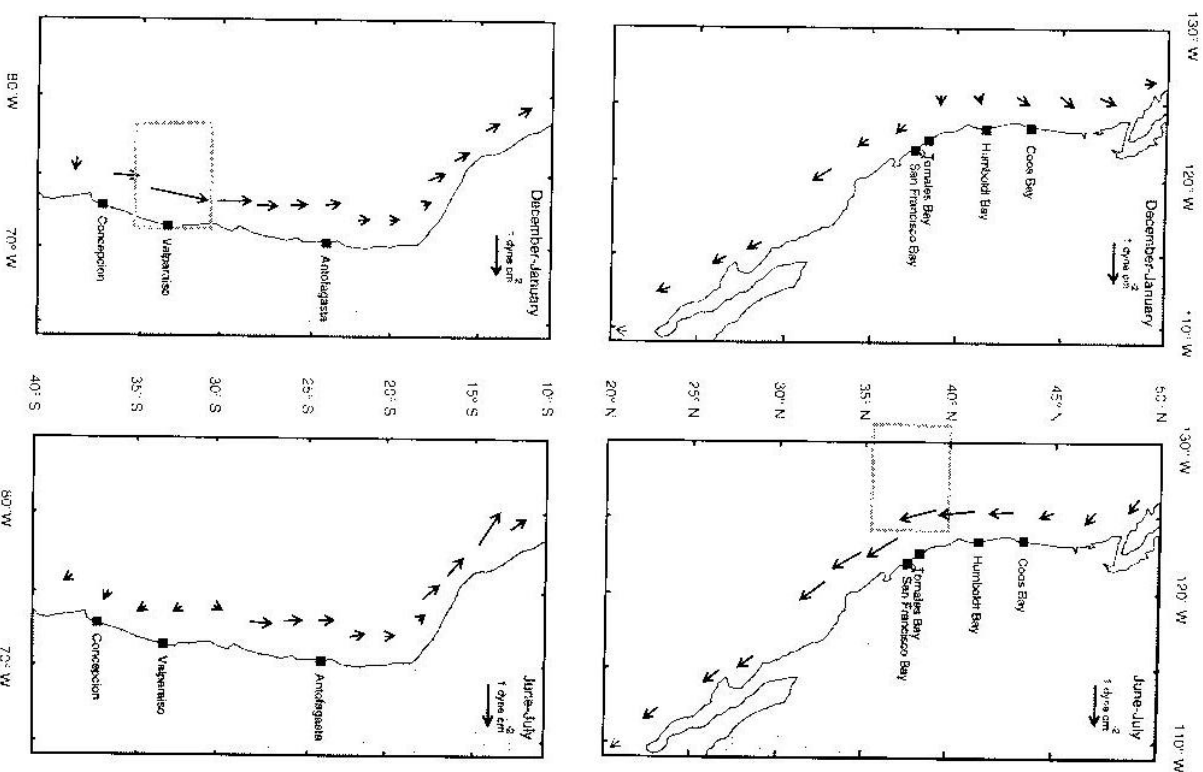 130° W 120° W 110° W 130° W 120° W 110° W
December-January
1 dyne cm-2
Coos Bay
Humboldt Bay
Tomales Bay
San Francisco Bay
50° N
45° N
40° N
35° N
30° N
25° N
20° N
June-July
1 dyne cm-2
Coos Bay
Humboldt Bay
Tomales Bay
San Francisco Bay
December-January
1 dyne cm-2
Antofagasta
Valparaiso
Concepcion
10° S
15° S
20° S
25° S
30° S
35° S
40° S
June-July
1 dyne cm-2
Antofagasta
Valparaiso
Concepcion
80° W 70° W 80° W 70° W